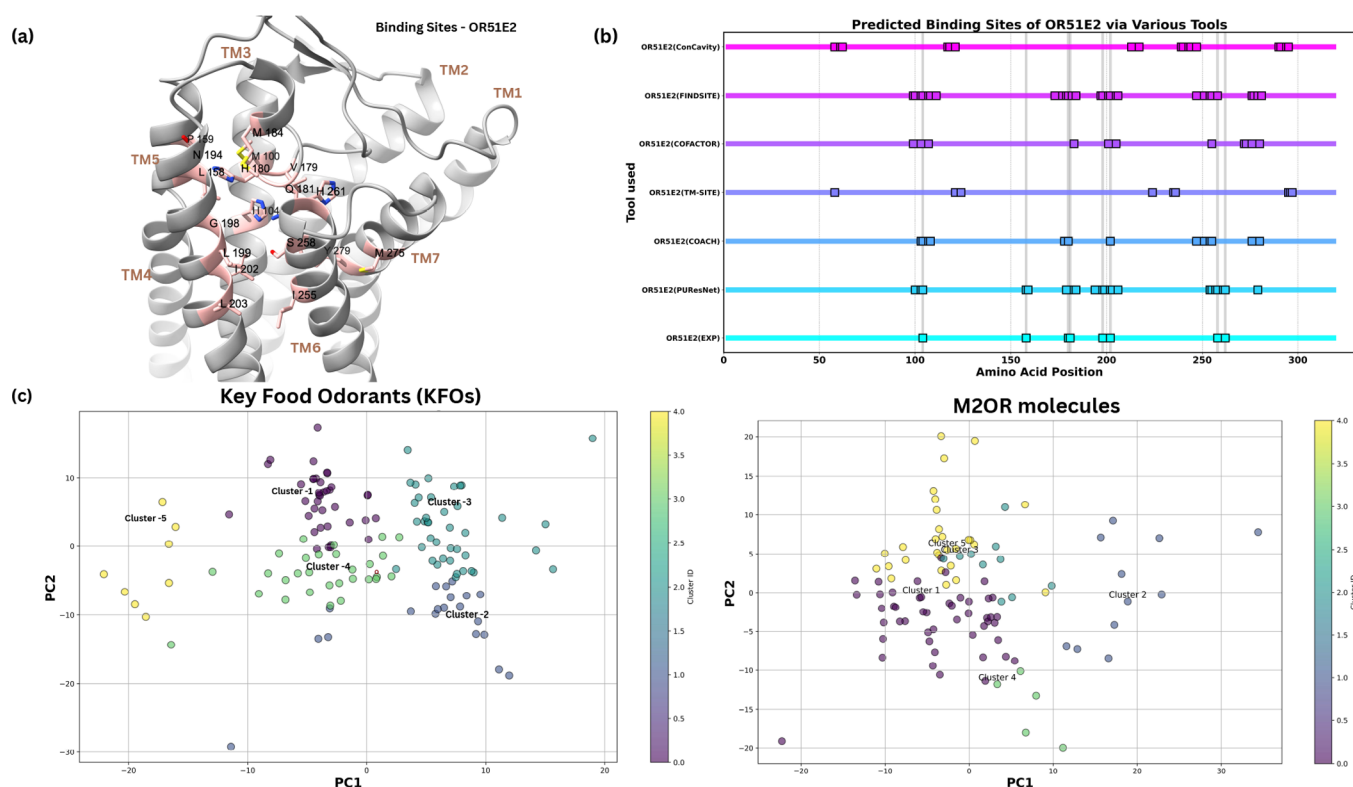 (a)
Binding Sites - OR51E2
TM3
TM2
TM1
P 159
M 184
TM5
N 194
M 100
L 158
H 180
V 179
Q 181
H 261
H 104
G 198
S 258
Y 279
M 275
TM7
L 199
TM4
I 202
I 255
L 203
TM6
(b)
Predicted Binding Sites of OR51E2 via Various Tools
OR51E2(ConCavity)
OR51E2(FINDSITE)
OR51E2(COFACTOR)
OR51E2(TM-SITE)
OR51E2(COACH)
OR51E2(PUResNet)
OR51E2(EXP)
Tool used
0
50
100
150
200
250
300
Amino Acid Position
(c)
Key Food Odorants (KFOs)
PC2
10
0
−10
−20
−30
Cluster -1
Cluster -3
Cluster -5
Cluster -4
Cluster -2
−20
−10
0
10
20
PC1
4.0
3.5
3.0
2.5
2.0
1.5
1.0
0.5
0.0
Cluster ID
M2OR molecules
PC2
20
15
10
5
0
−5
−10
−15
−20
Cluster 5
Cluster 3
Cluster 1
Cluster 2
Cluster 4
−20
−10
0
10
20
30
PC1
4.0
3.5
3.0
2.5
2.0
1.5
1.0
0.5
0.0
Cluster ID